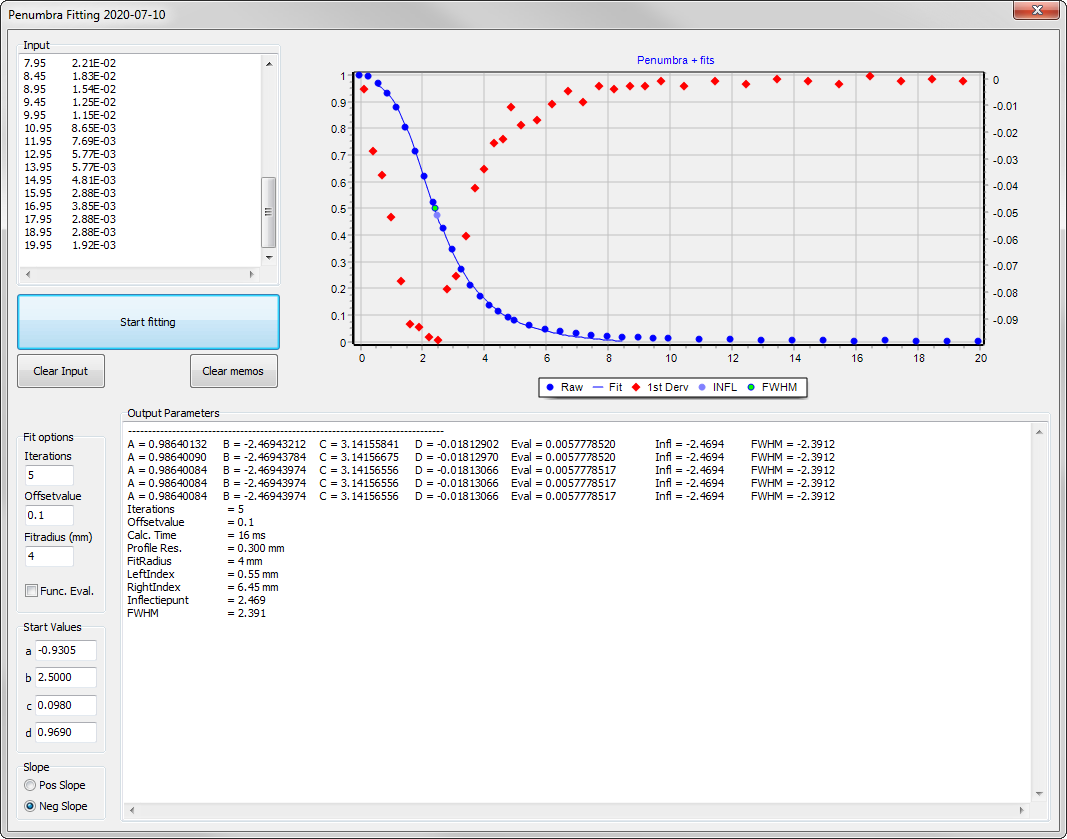 Penumbra Fitting 2020-07-10
Input
7.95 2.21E-02
8.45 1.83E-02
8.95 1.54E-02
9.45 1.25E-02
9.95 1.15E-02
10.95 8.65E-03
11.95 7.69E-03
12.95 5.77E-03
13.95 5.77E-03
14.95 4.81E-03
15.95 2.88E-03
16.95 3.85E-03
17.95 2.88E-03
18.95 2.88E-03
19.95 1.92E-03
Start fitting
Clear Input Clear memos
Penumbra + fits
1 0
0.9 -0.01
0.8 -0.02
0.7 -0.03
0.6 -0.04
0.5 -0.05
0.4 -0.06
0.3 -0.07
0.2 -0.08
0.1 -0.09
0
0 2 4 6 8 10 12 14 16 18 20
Raw Fit 1st Derv INFL FWHM
Fit options
Iterations
5
Offsetvalue
0.1
Fitradius (mm)
4
Func. Eval.
Start Values
a -0.9305
b 2.5000
c 0.0980
d 0.9690
Slope
Pos Slope
Neg Slope
Output Parameters
-------------------------------------------------------------------------------
A = 0.98640132 B = -2.46943212 C = 3.14155841 D = -0.01812902 Eval = 0.0057778520 Infl = -2.4694 FWHM = -2.3912
A = 0.98640090 B = -2.46943784 C = 3.14156675 D = -0.01812970 Eval = 0.0057778520 Infl = -2.4694 FWHM = -2.3912
A = 0.98640084 B = -2.46943974 C = 3.14156556 D = -0.01813066 Eval = 0.0057778517 Infl = -2.4694 FWHM = -2.3912
A = 0.98640084 B = -2.46943974 C = 3.14156556 D = -0.01813066 Eval = 0.0057778517 Infl = -2.4694 FWHM = -2.3912
A = 0.98640084 B = -2.46943974 C = 3.14156556 D = -0.01813066 Eval = 0.0057778517 Infl = -2.4694 FWHM = -2.3912
Iterations = 5
Offsetvalue = 0.1
Calc. Time = 16 ms
Profile Res. = 0.300 mm
FitRadius = 4 mm
LeftIndex = 0.55 mm
RightIndex = 6.45 mm
Inflectiepunt = 2.469
FWHM = 2.391